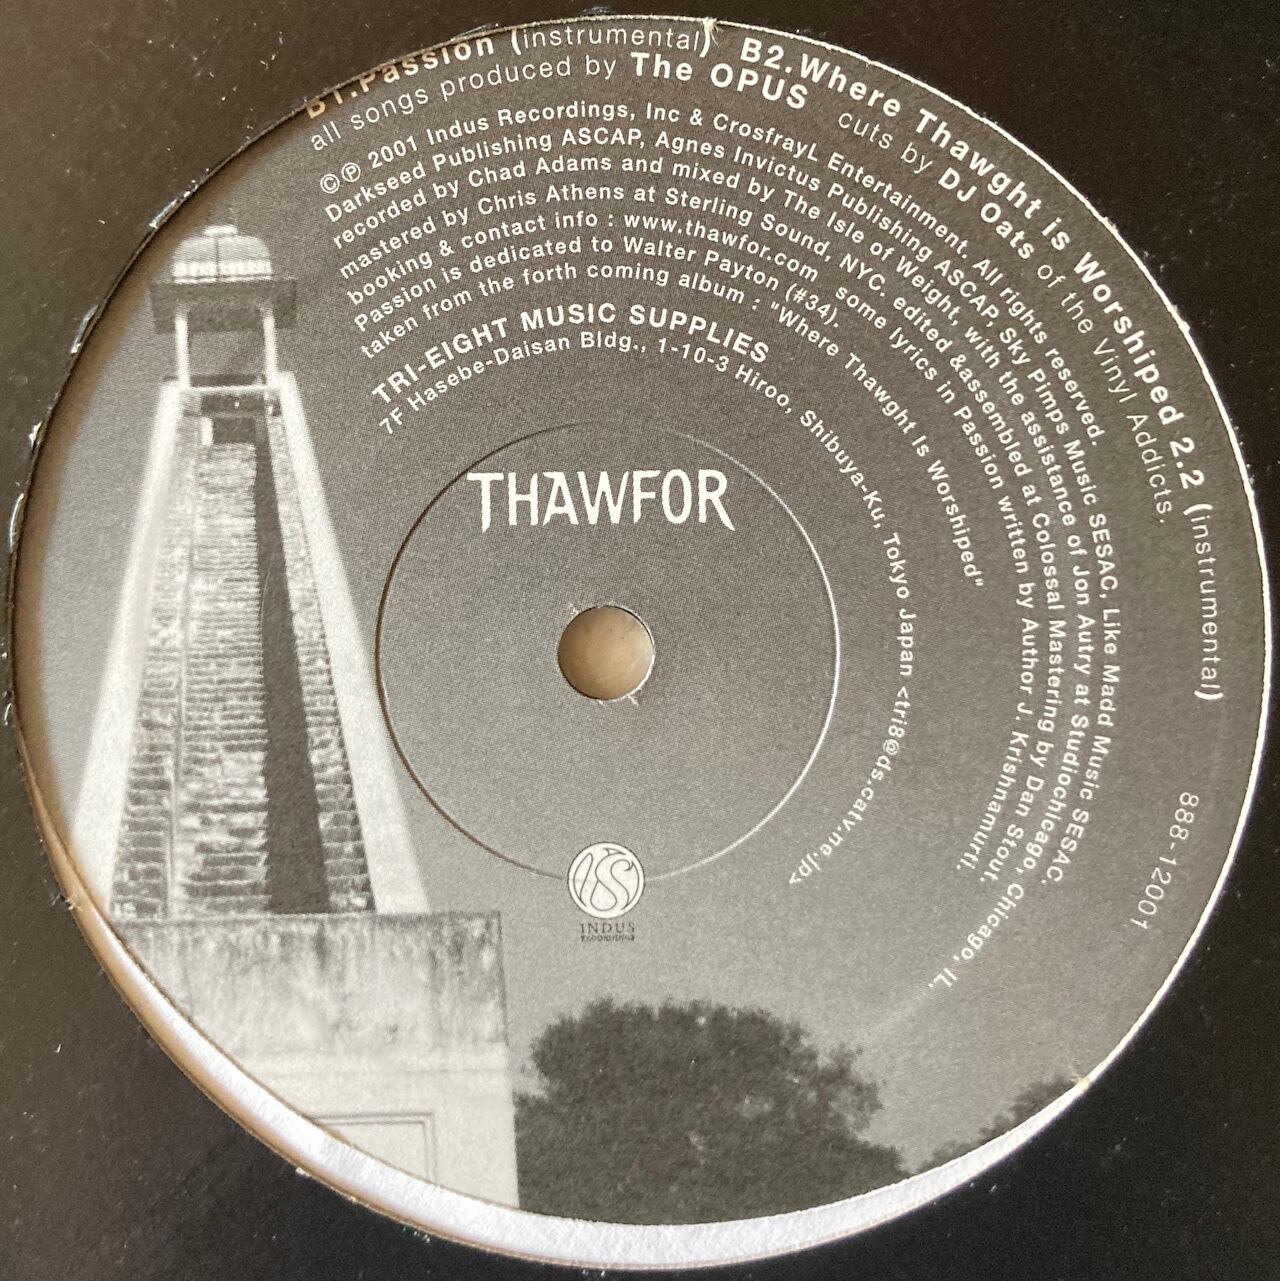 B1.Passion (instrumental) B2.Where Thawght is Worshiped 2.2 (instrumental)
all songs produced by The OPUS cuts by DJ Oats of the Vinyl Addicts.
©℗ 2001 Indus Recordings, Inc & CrosfrayL Entertainment. All rights reserved.
Darkseed Publishing ASCAP, Agnes Invictus Publishing ASCAP, Sky Pimps Music SESAC, Like Madd Music SESAC.
recorded by Chad Adams and mixed by The Isle of Weight, with the assistance of Jon Autry at Studiochicago, Chicago, IL.
mastered by Chris Athens at Sterling Sound, NYC. edited &assembled at Colossal Mastering by Dan Stout.
booking & contact info : www.thawfor.com some lyrics in Passion written by Author J. Krishnamurti.
Passion is dedicated to Walter Payton (#34).
taken from the forth coming album : "Where Thawght Is Worshiped"
TRI-EIGHT MUSIC SUPPLIES
7F Hasebe-Daisan Bldg., 1-10-3 Hiroo, Shibuya-Ku, Tokyo Japan <tri8@ds.catv.ne.jp>
888-12001
THAWFOR
INDUS
RECORDINGS